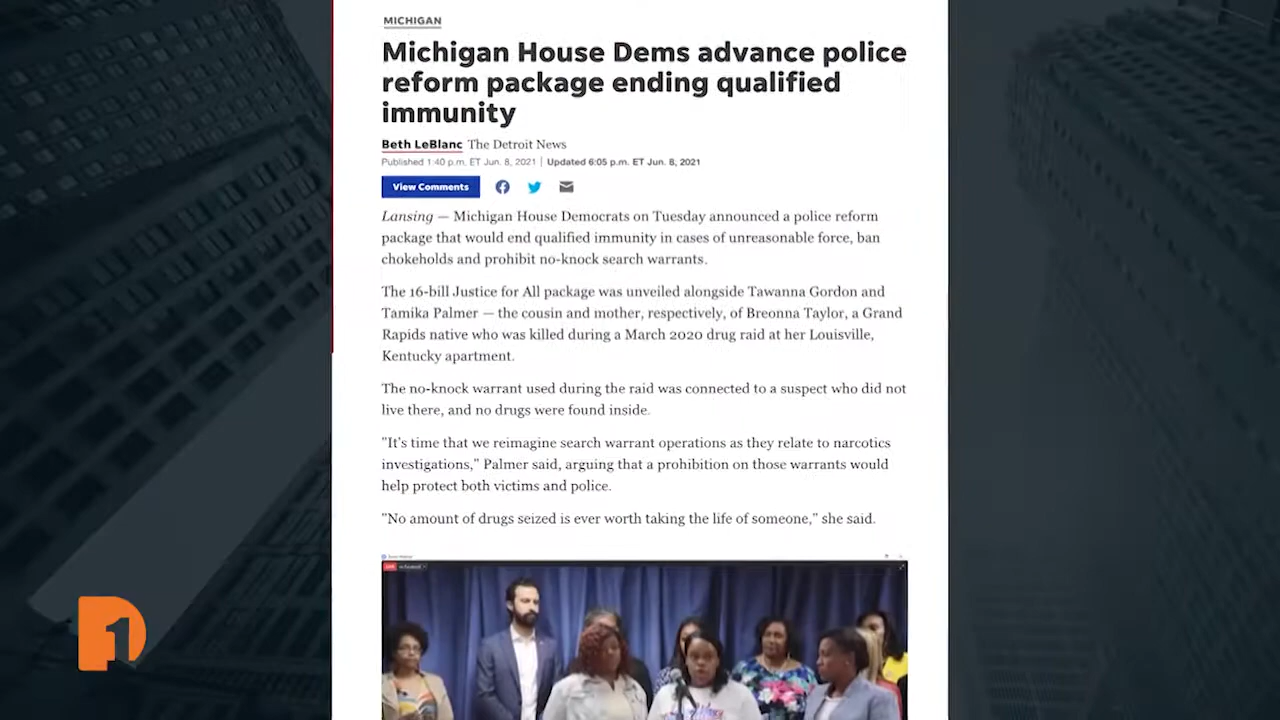 MICHIGAN
Michigan House Dems advance police
reform package ending qualified
immunity
Beth LeBlanc The Detroit News
Published 1:40 p.m. ET Jun. 8, 2021 | Updated 6:05 p.m. ET Jun. 8, 2021
View Comments
Lansing — Michigan House Democrats on Tuesday announced a police reform
package that would end qualified immunity in cases of unreasonable force, ban
chokeholds and prohibit no-knock search warrants.
The 16-bill Justice for All package was unveiled alongside Tawanna Gordon and
Tamika Palmer — the cousin and mother, respectively, of Breonna Taylor, a Grand
Rapids native who was killed during a March 2020 drug raid at her Louisville,
Kentucky apartment.
The no-knock warrant used during the raid was connected to a suspect who did not
live there, and no drugs were found inside.
"It's time that we reimagine search warrant operations as they relate to narcotics
investigations," Palmer said, arguing that a prohibition on those warrants would
help protect both victims and police.
"No amount of drugs seized is ever worth taking the life of someone," she said.
LIVE on Facebook
1